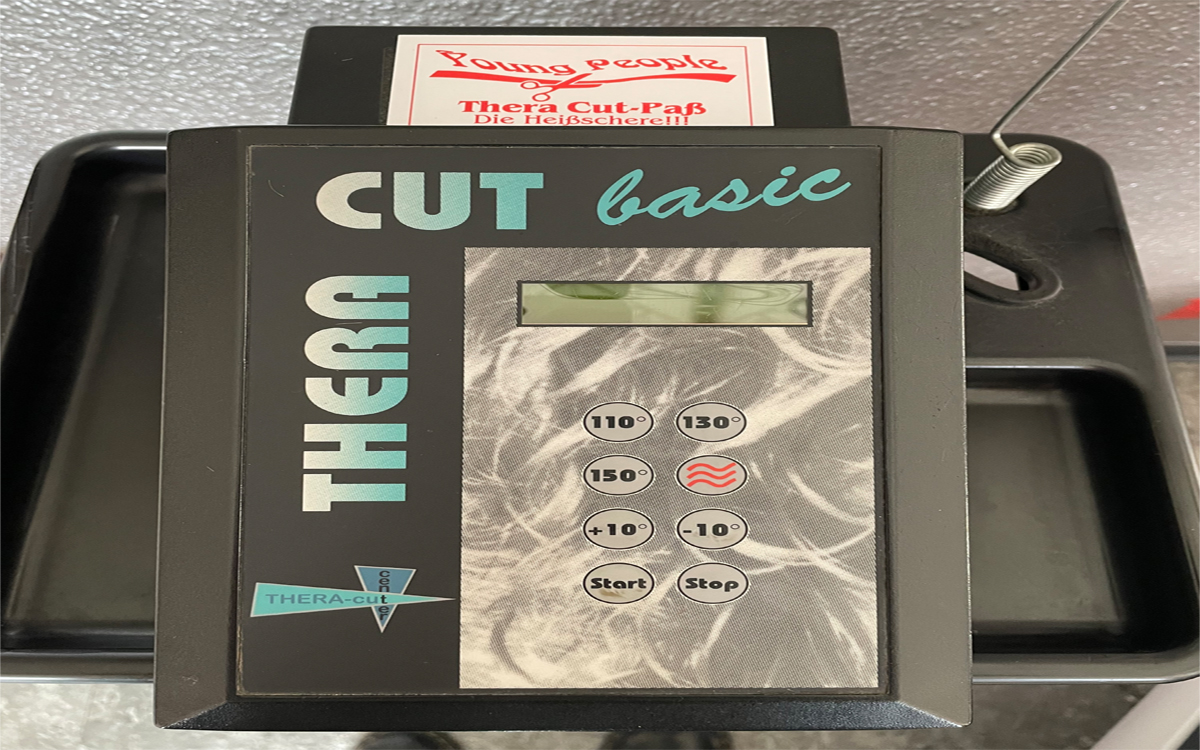 Young People
Thera Cut-Paß
Die Heißschere!!!
THERA CUT basic
110° 130°
150°
+10° -10°
Start Stop
THERA-cut
center